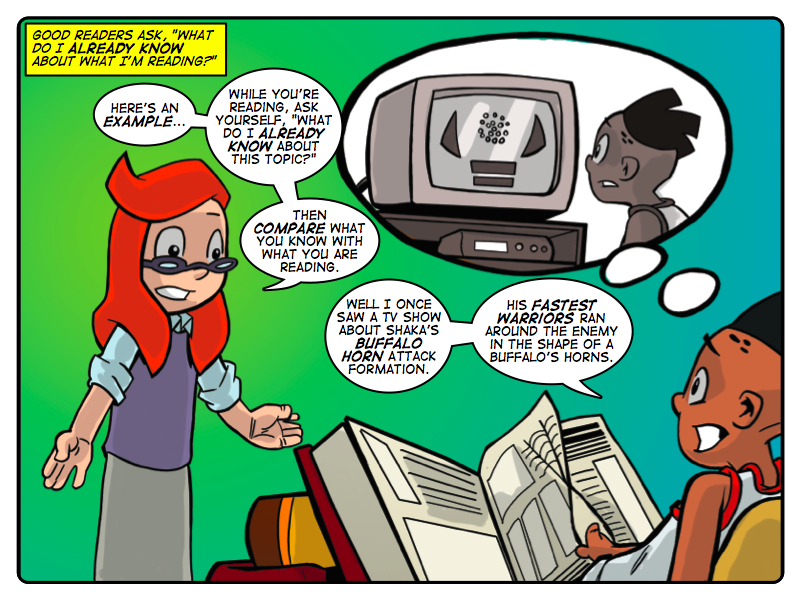 GOOD READERS ASK, "WHAT
DO I ALREADY KNOW
ABOUT WHAT I'M READING?"
HERE'S AN
EXAMPLE...
WHILE YOU'RE
READING, ASK
YOURSELF, "WHAT
DO I ALREADY
KNOW ABOUT
THIS TOPIC?"
THEN
COMPARE WHAT
YOU KNOW WITH
WHAT YOU ARE
READING.
WELL I ONCE
SAW A TV SHOW
ABOUT SHAKA'S
BUFFALO
HORN ATTACK
FORMATION.
HIS FASTEST
WARRIORS RAN
AROUND THE ENEMY
IN THE SHAPE OF A
BUFFALO'S HORNS.